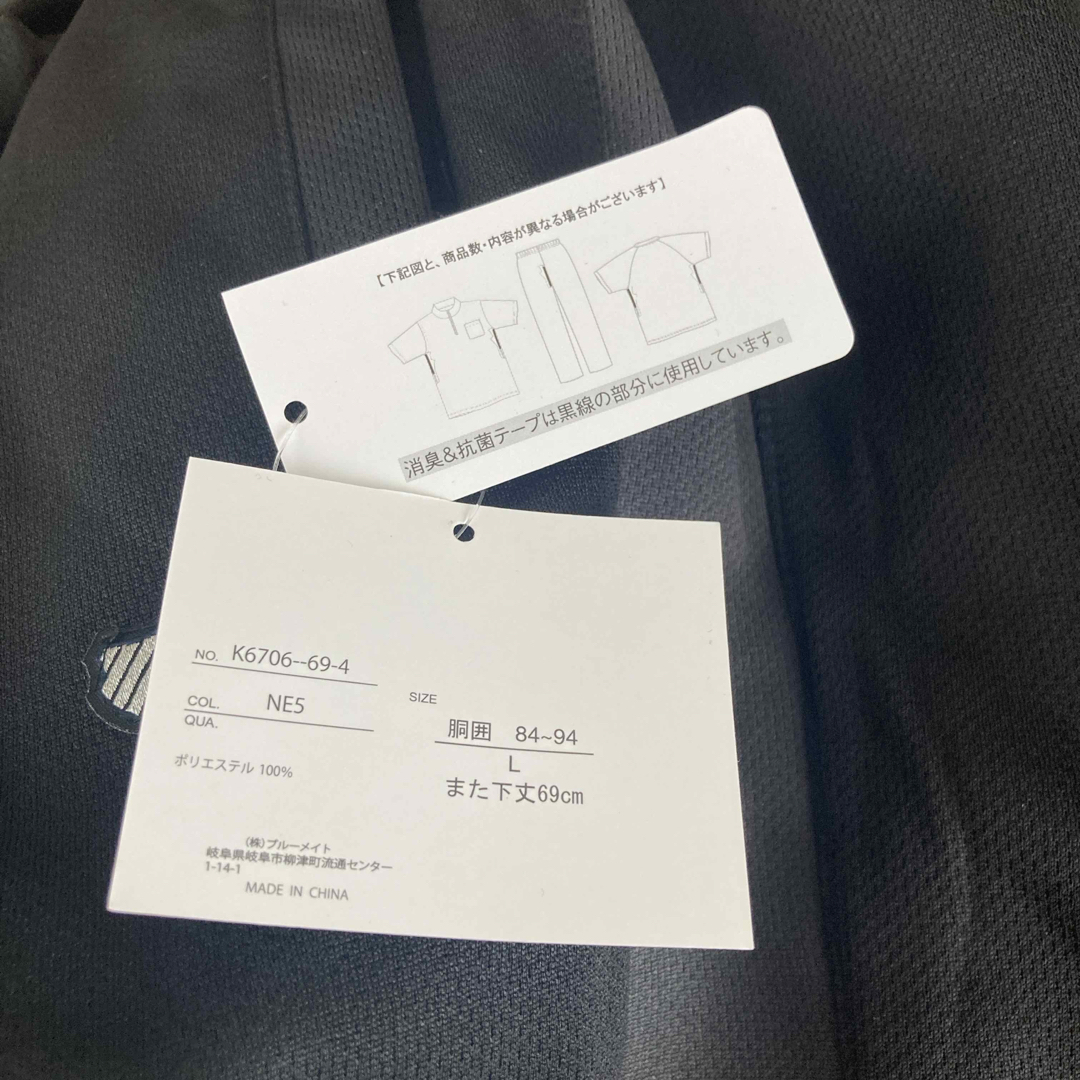 【下記図と、商品数・内容が異なる場合がございます】
消臭&抗菌テープは黒線の部分に使用しています。
NO. K6706--69-4
COL. NE5
QUA.
ポリエステル 100%
SIZE
胴囲 84~94
L
また下丈69cm
(株)ブルーメイト
岐阜県岐阜市柳津町流通センター
1-14-1
MADE IN CHINA